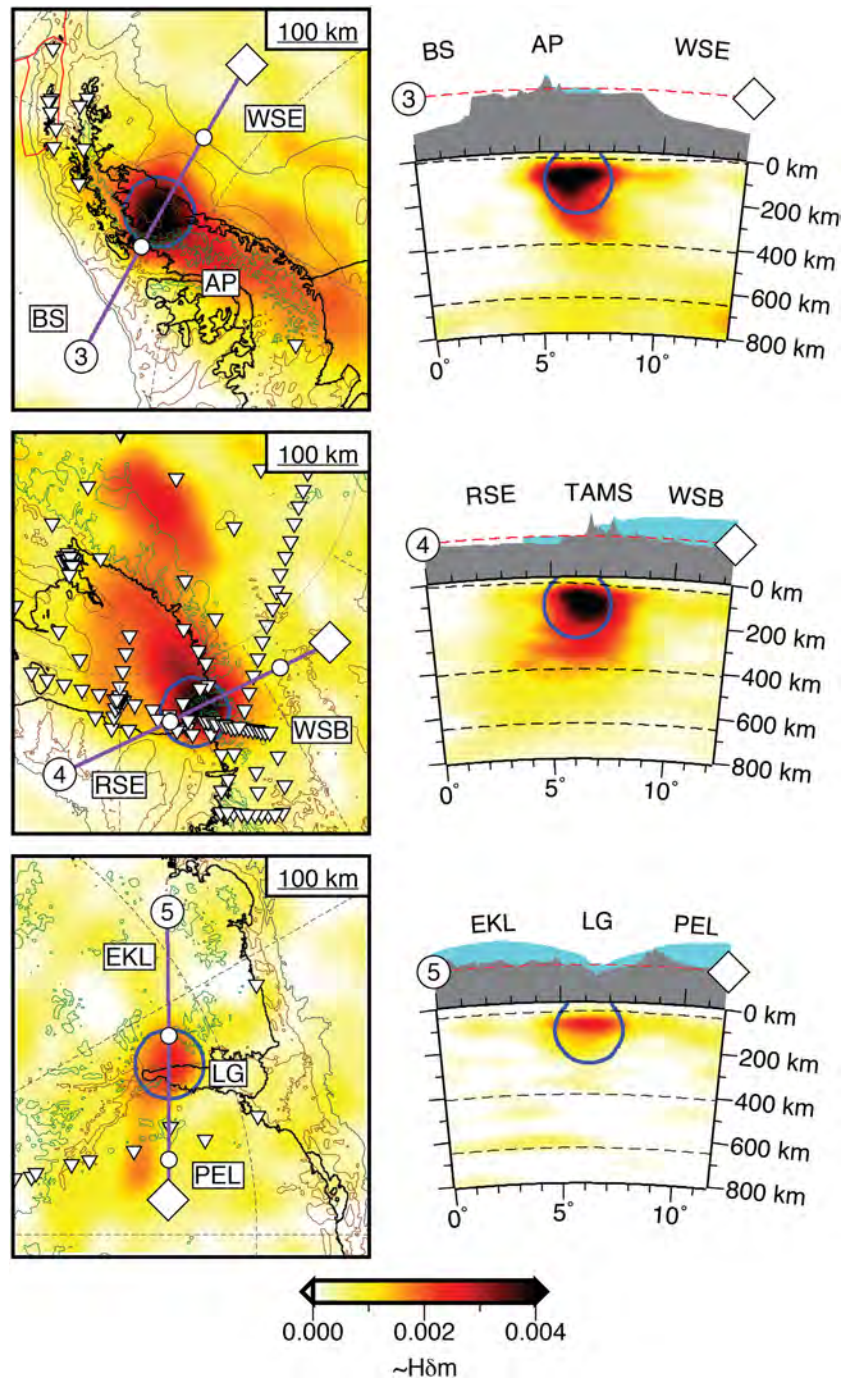 100 km
WSE
AP
BS
3
BS AP WSE
3
0 km
200 km
400 km
600 km
800 km
0° 5° 10°
100 km
WSB
4
RSE
RSE TAMS WSB
4
0 km
200 km
400 km
600 km
800 km
0° 5° 10°
100 km
5
EKL
LG
PEL
EKL LG PEL
5
0 km
200 km
400 km
600 km
800 km
0° 5° 10°
0.000 0.002 0.004
~Hδm